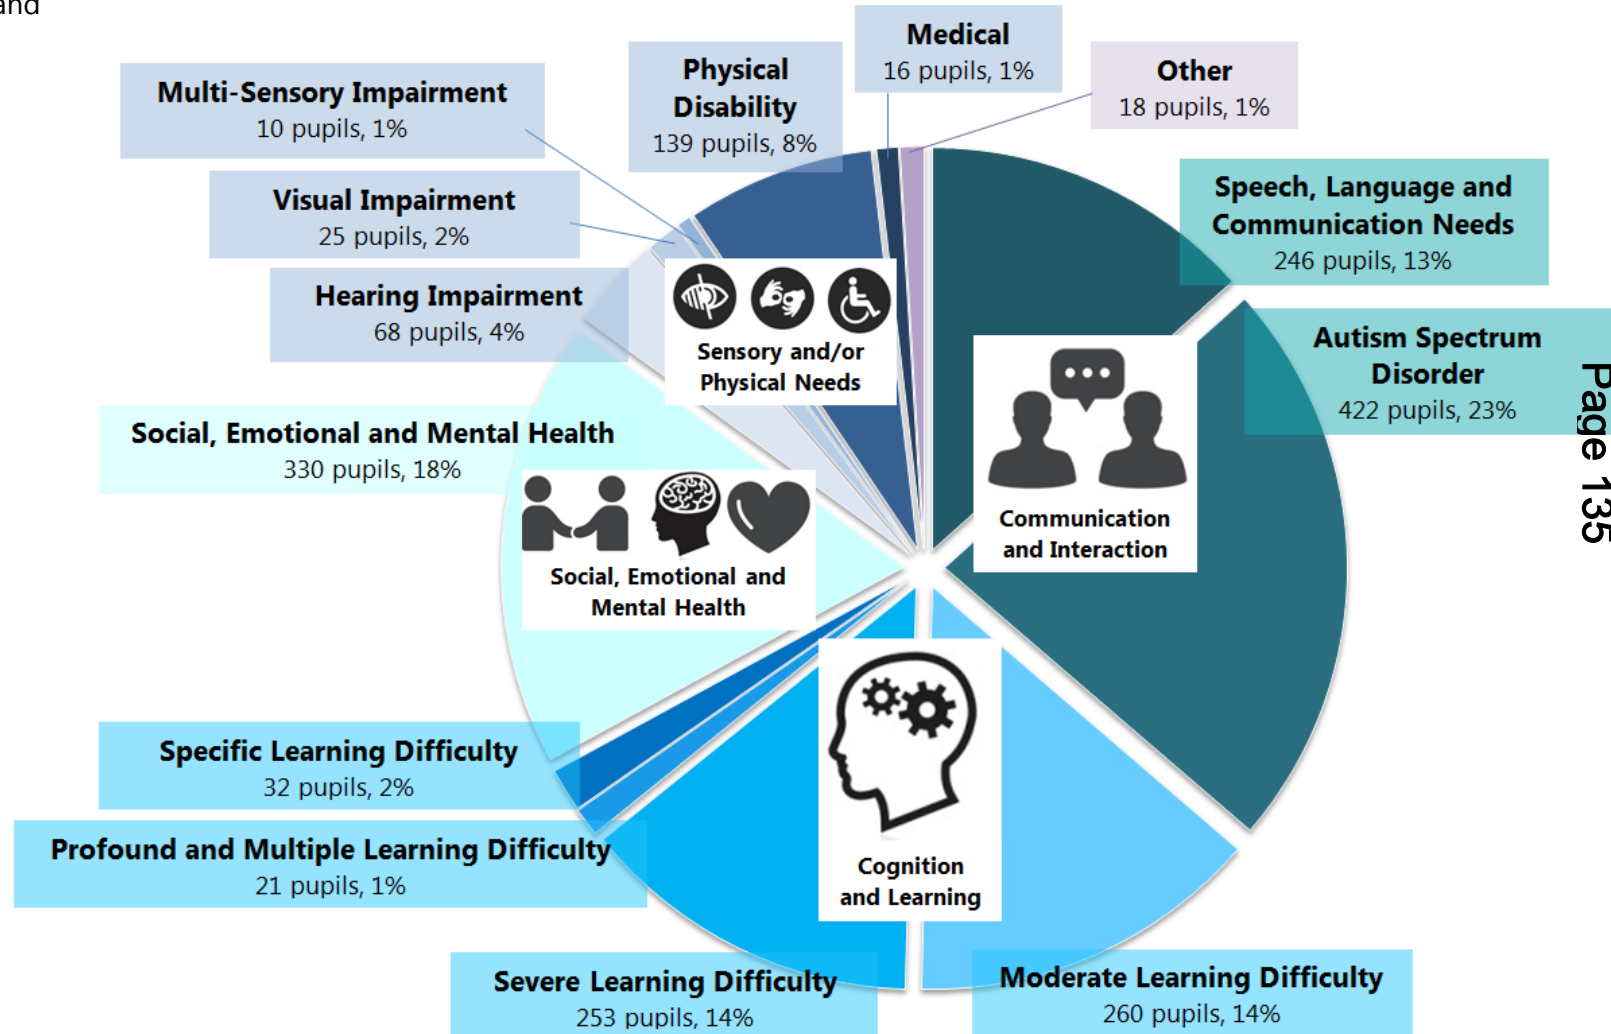 and
Medical
16 pupils, 1%
Physical
Disability
139 pupils, 8%
Other
18 pupils, 1%
Multi-Sensory Impairment
10 pupils, 1%
Visual Impairment
25 pupils, 2%
Hearing Impairment
68 pupils, 4%
Speech, Language and
Communication Needs
246 pupils, 13%
Autism Spectrum
Disorder
422 pupils, 23%
Sensory and/or
Physical Needs
Social, Emotional and Mental Health
330 pupils, 18%
Communication
and Interaction
Social, Emotional and
Mental Health
Specific Learning Difficulty
32 pupils, 2%
Profound and Multiple Learning Difficulty
21 pupils, 1%
Cognition
and Learning
Severe Learning Difficulty
253 pupils, 14%
Moderate Learning Difficulty
260 pupils, 14%
Page 135